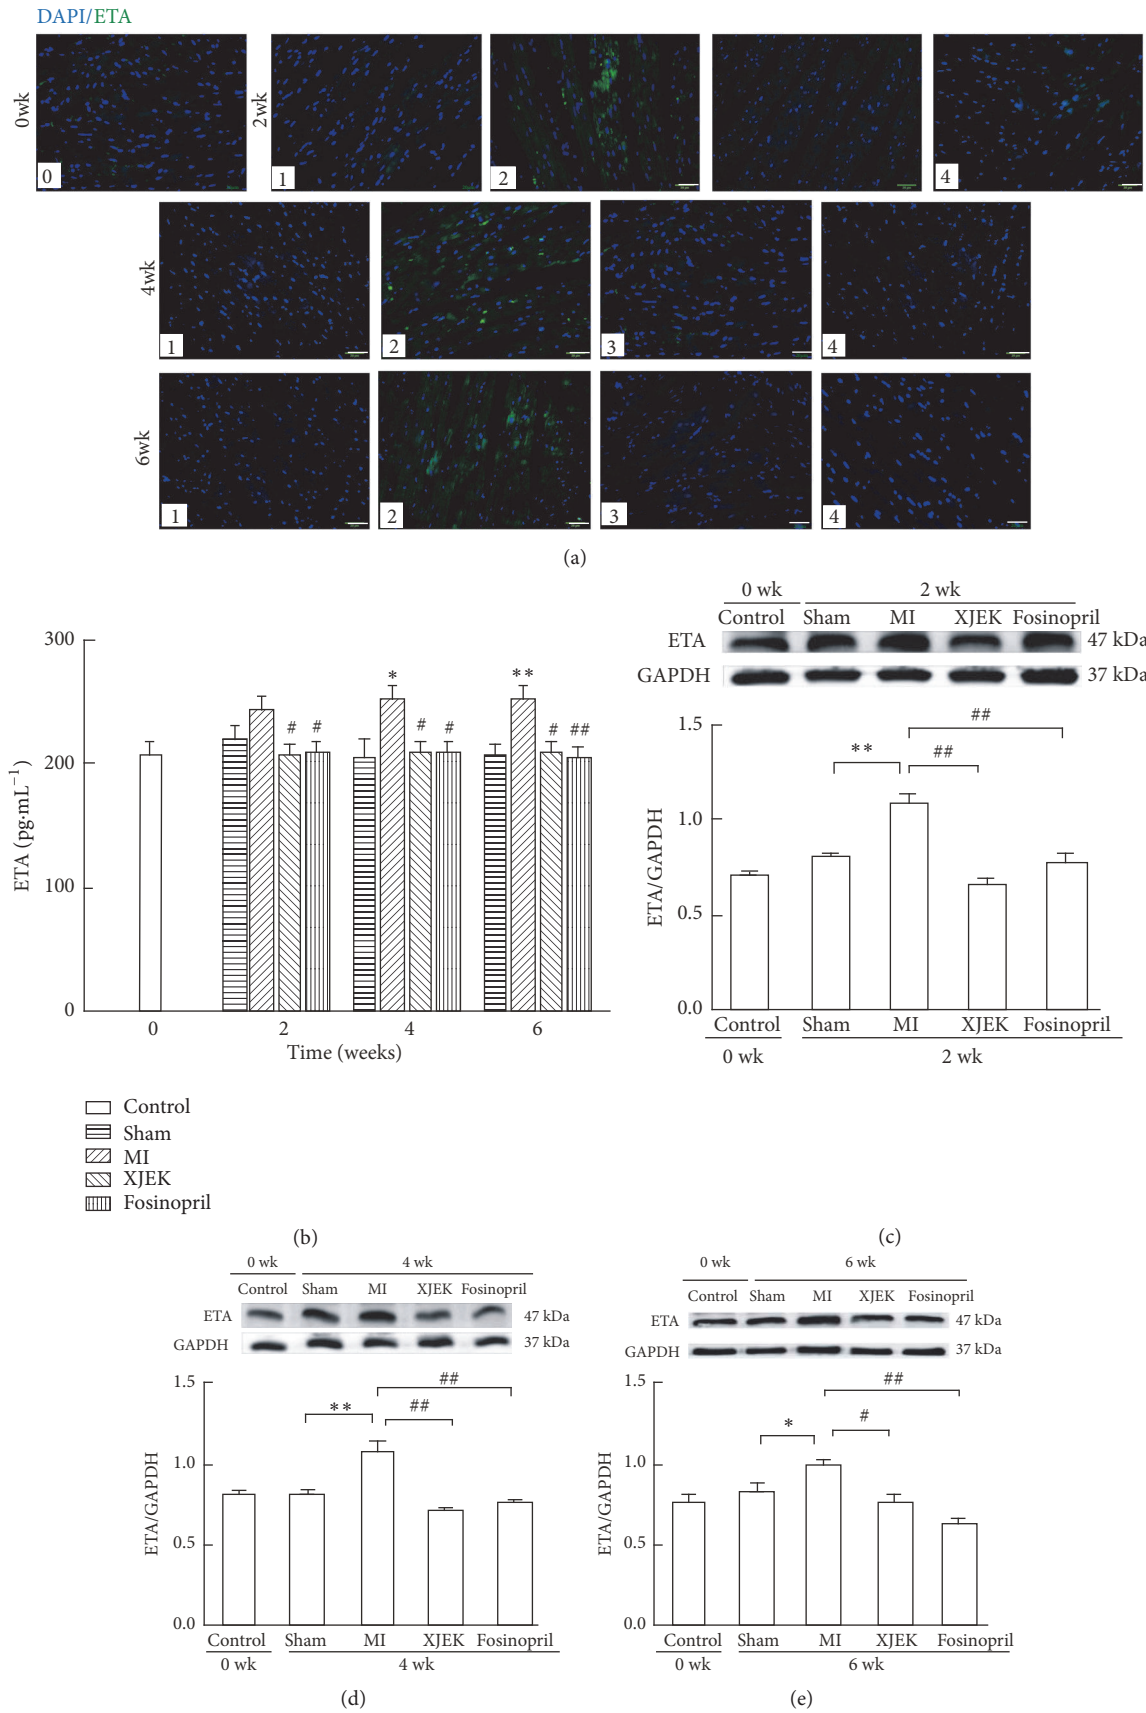 DAPI/ETA
0wk
2wk
0
1
2
4
4wk
1
2
3
4
6wk
1
2
3
4
(a)
300
200
100
0
ETA (pg·mL⁻¹)
* **
# # # # # ##
0 2 4 6
Time (weeks)
Control
Sham
MI
XJEK
Fosinopril
(b)
0 wk 2 wk
Control Sham MI XJEK Fosinopril
ETA 47 kDa
GAPDH 37 kDa
1.5
1.0
0.5
0.0
ETA/GAPDH
##
** ##
Control Sham MI XJEK Fosinopril
0 wk 2 wk
(c)
0 wk 4 wk
Control Sham MI XJEK Fosinopril
ETA 47 kDa
GAPDH 37 kDa
1.5
1.0
0.5
0.0
ETA/GAPDH
##
** ##
Control Sham MI XJEK Fosinopril
0 wk 4 wk
(d)
0 wk 6 wk
Control Sham MI XJEK Fosinopril
ETA 47 kDa
GAPDH 37 kDa
1.5
1.0
0.5
0.0
ETA/GAPDH
##
* #
Control Sham MI XJEK Fosinopril
0 wk 6 wk
(e)